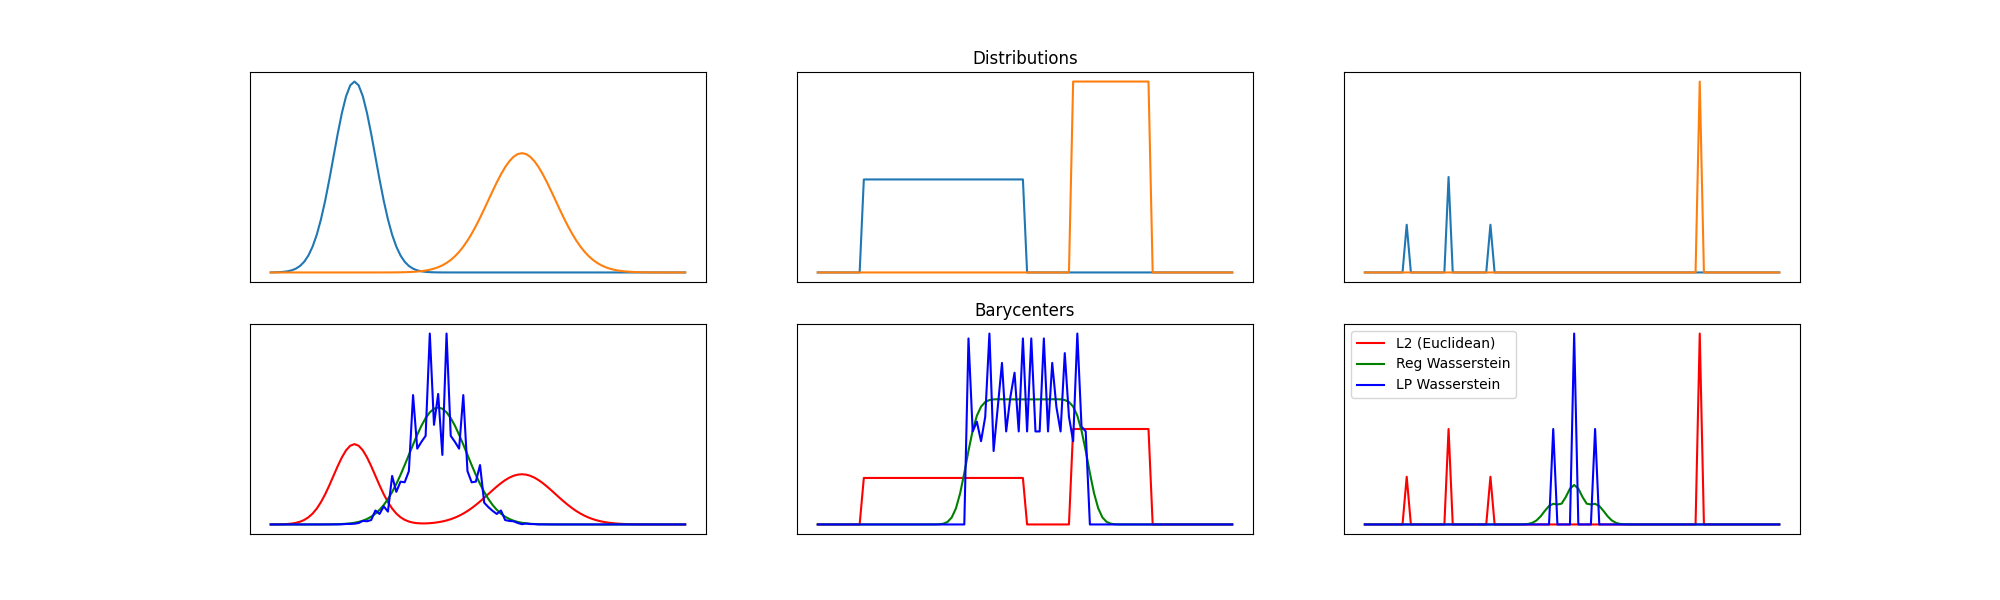 Distributions
Barycenters
L2 (Euclidean)
Reg Wasserstein
LP Wasserstein